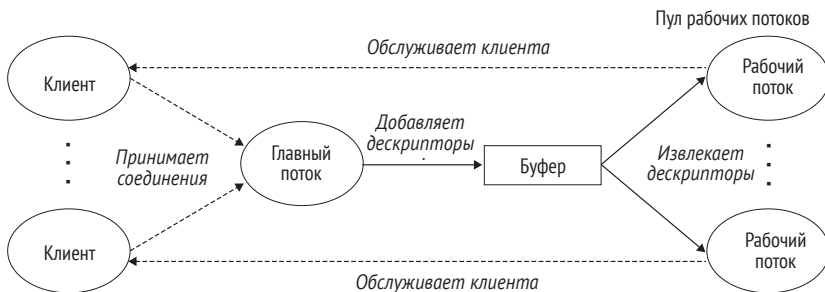 Пул рабочих потоков
Обслуживает клиента
Клиент
Рабочий
поток
Добавляет
дескрипторы
Принимает
соединения
Главный
поток
Буфер
Извлекает
дескрипторы
Клиент
Рабочий
поток
Обслуживает клиента